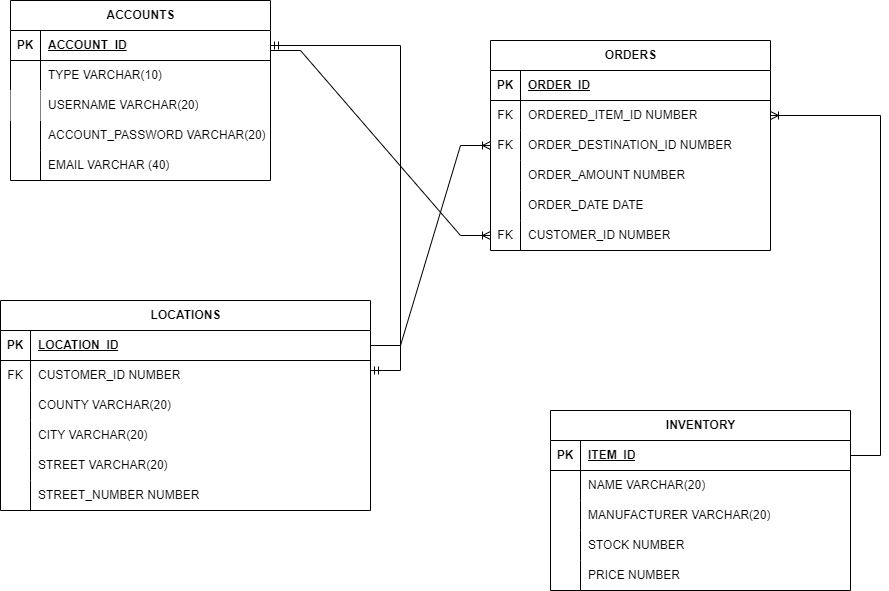 ACCOUNTS
PK ACCOUNT_ID
TYPE VARCHAR(10)
USERNAME VARCHAR(20)
ACCOUNT_PASSWORD VARCHAR(20)
EMAIL VARCHAR (40)
ORDERS
PK ORDER_ID
FK ORDERED_ITEM_ID NUMBER
FK ORDER_DESTINATION_ID NUMBER
ORDER_AMOUNT NUMBER
ORDER_DATE DATE
FK CUSTOMER_ID NUMBER
LOCATIONS
PK LOCATION_ID
FK CUSTOMER_ID NUMBER
COUNTY VARCHAR(20)
CITY VARCHAR(20)
STREET VARCHAR(20)
STREET_NUMBER NUMBER
INVENTORY
PK ITEM_ID
NAME VARCHAR(20)
MANUFACTURER VARCHAR(20)
STOCK NUMBER
PRICE NUMBER